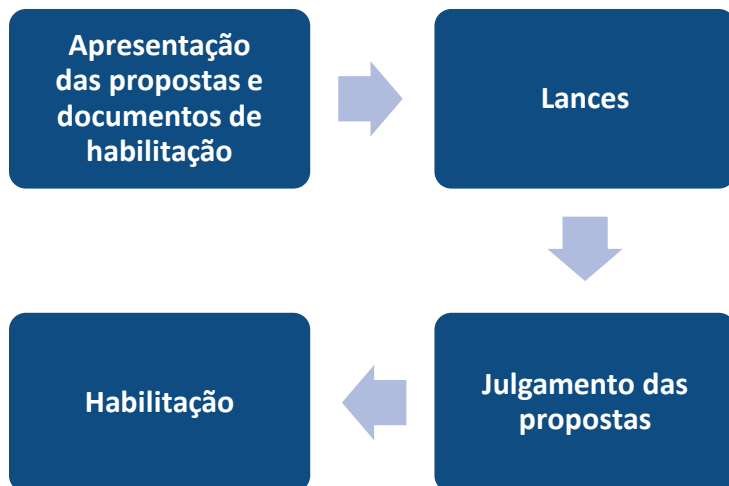 Apresentação
das propostas e
documentos de
habilitação
Lances
Julgamento das
propostas
Habilitação